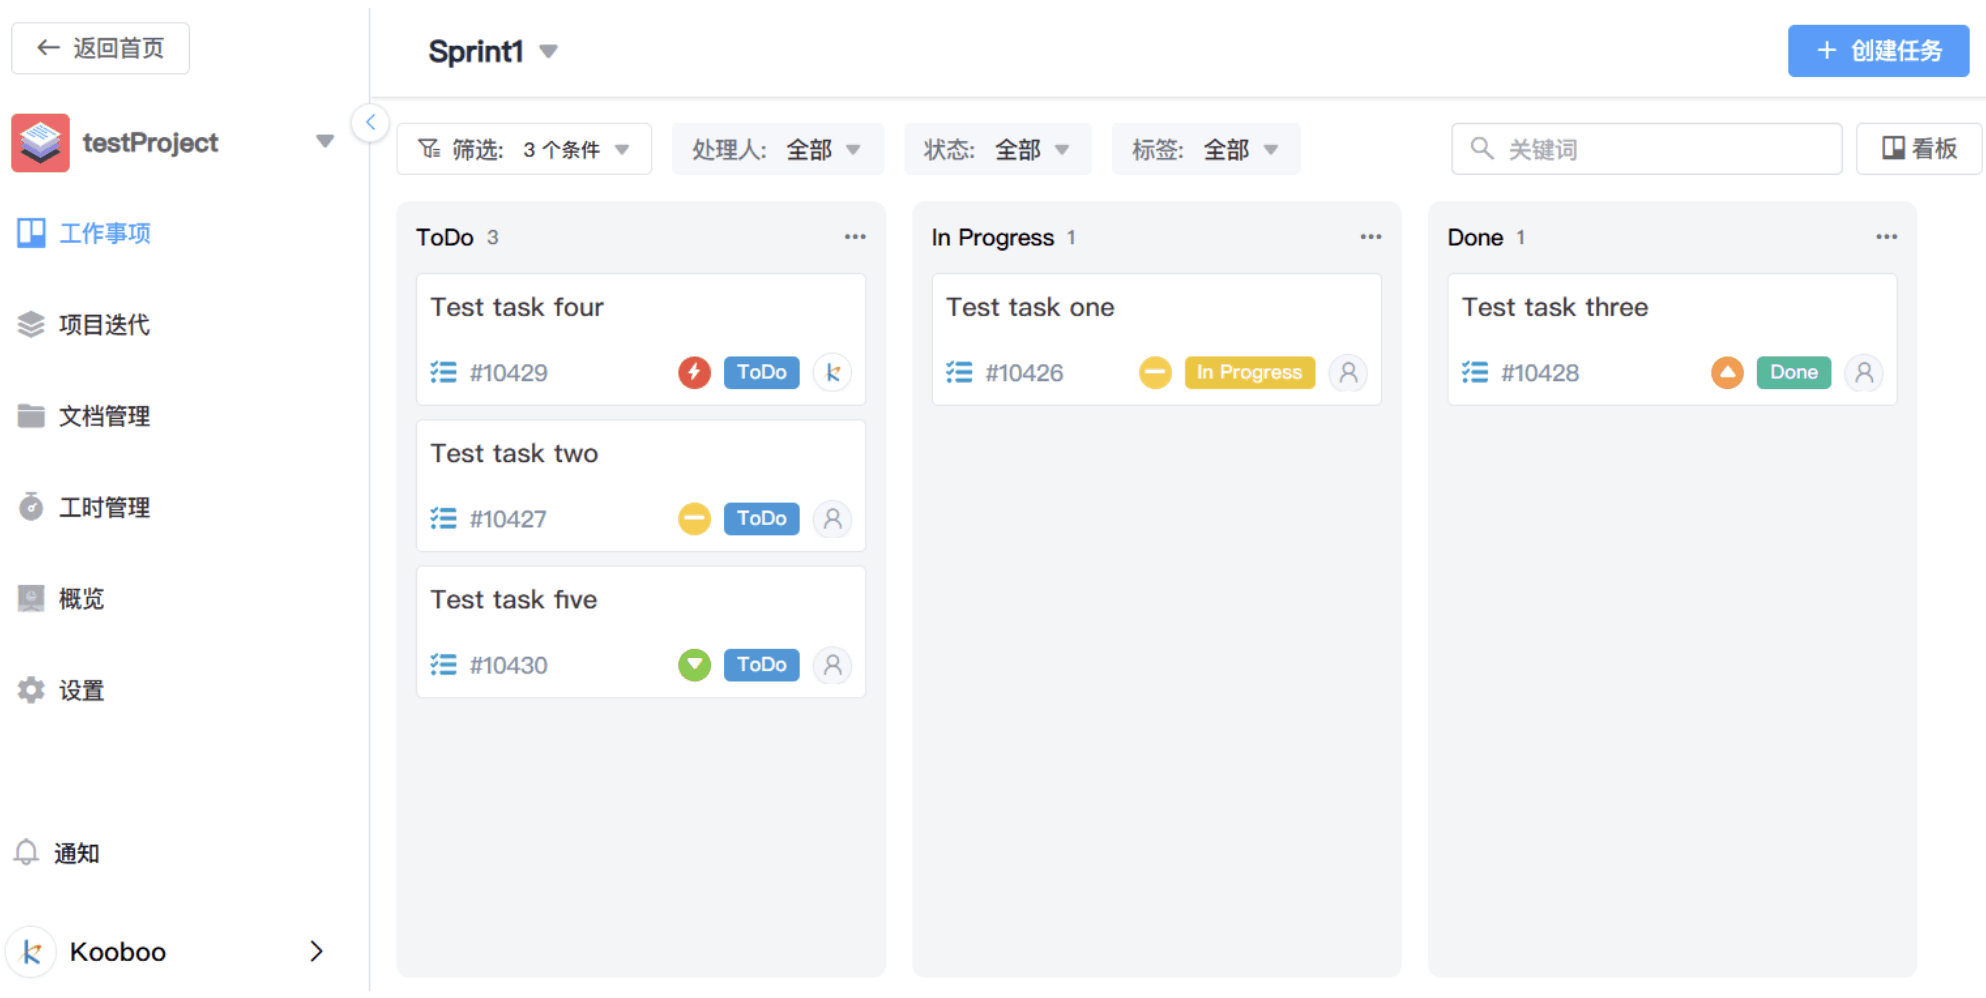 返回首页
testProject
工作事项
项目迭代
文档管理
工时管理
概览
设置
通知
Kooboo
Sprint1
创建任务
筛选: 3 个条件
处理人: 全部
状态: 全部
标签: 全部
关键词
看板
ToDo 3
Test task four
#10429 ToDo
Test task two
#10427 ToDo
Test task five
#10430 ToDo
In Progress 1
Test task one
#10426 In Progress
Done 1
Test task three
#10428 Done